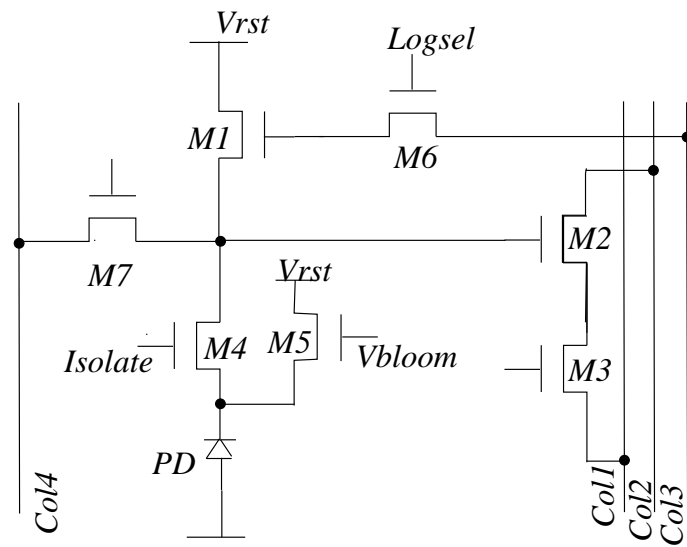 Vrst
Logsel
M1
M6
M7
M2
Vrst
Isolate
M4
M5
Vbloom
M3
PD
Col4
Col1
Col2
Col3